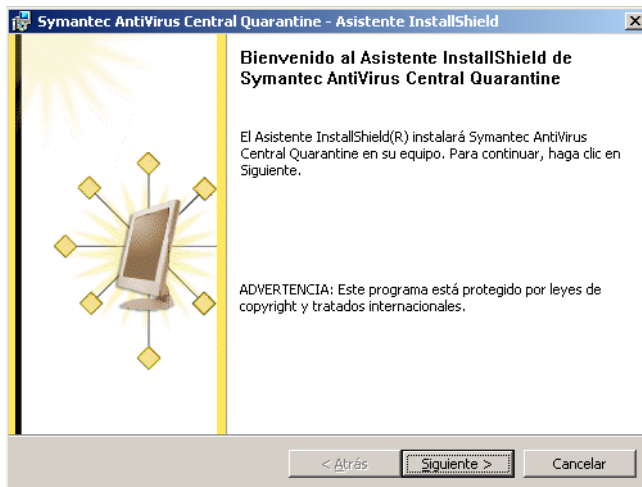 Symantec AntiVirus Central Quarantine - Asistente InstallShield
Bienvenido al Asistente InstallShield de
Symantec AntiVirus Central Quarantine
El Asistente InstallShield(R) instalará Symantec AntiVirus
Central Quarantine en su equipo. Para continuar, haga clic en
Siguiente.
ADVERTENCIA: Este programa está protegido por leyes de
copyright y tratados internacionales.
< Atrás
Siguiente >
Cancelar